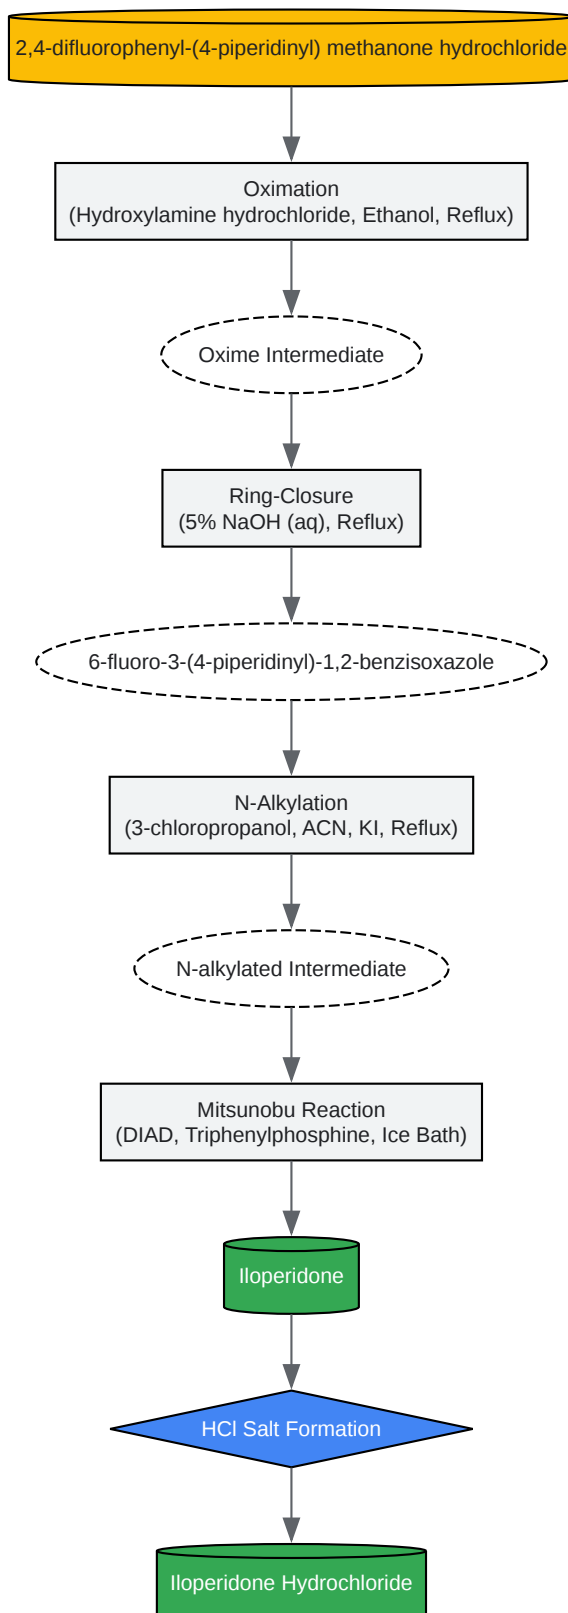 2,4-difluorophenyl-(4-piperidinyl) methanone hydrochloride
Oximation
(Hydroxylamine hydrochloride, Ethanol, Reflux)
Oxime Intermediate
Ring-Closure
(5% NaOH (aq), Reflux)
6-fluoro-3-(4-piperidinyl)-1,2-benzisoxazole
N-Alkylation
(3-chloropropanol, ACN, KI, Reflux)
N-alkylated Intermediate
Mitsunobu Reaction
(DIAD, Triphenylphosphine, Ice Bath)
Iloperidone
HCl Salt Formation
Iloperidone Hydrochloride